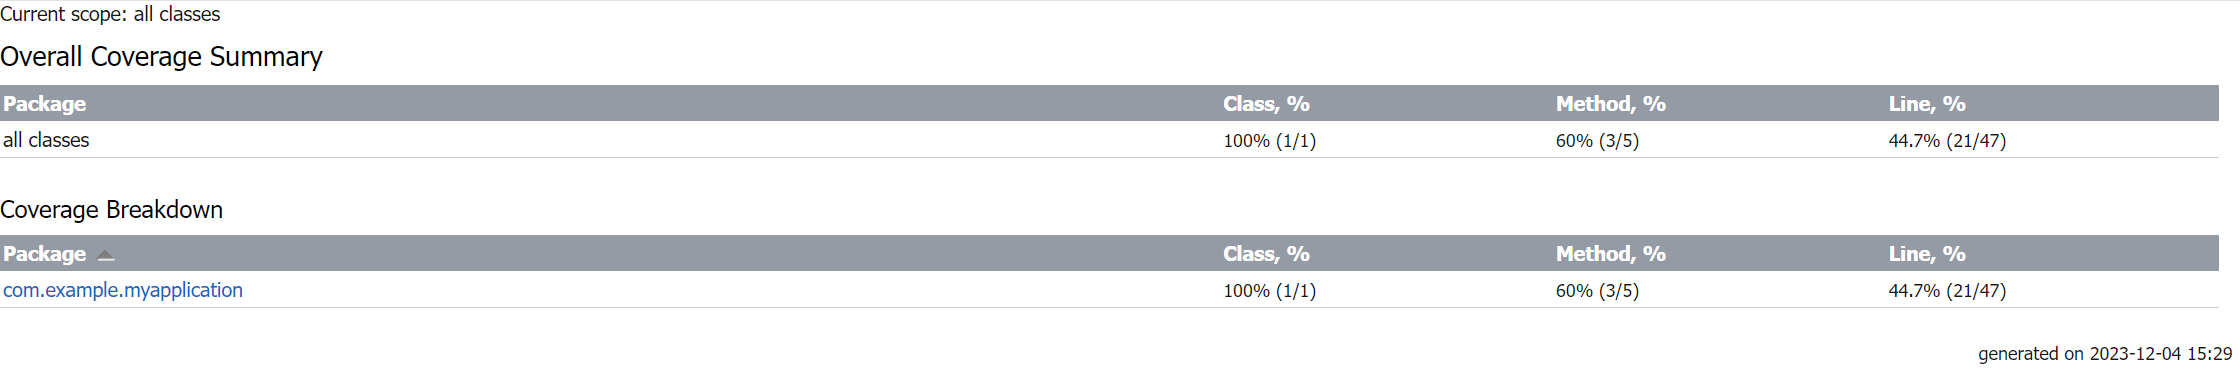 Current scope: all classes
Overall Coverage Summary
Package Class, % Method, % Line, %
all classes 100% (1/1) 60% (3/5) 44.7% (21/47)
Coverage Breakdown
Package Class, % Method, % Line, %
com.example.myapplication 100% (1/1) 60% (3/5) 44.7% (21/47)
generated on 2023-12-04 15:29